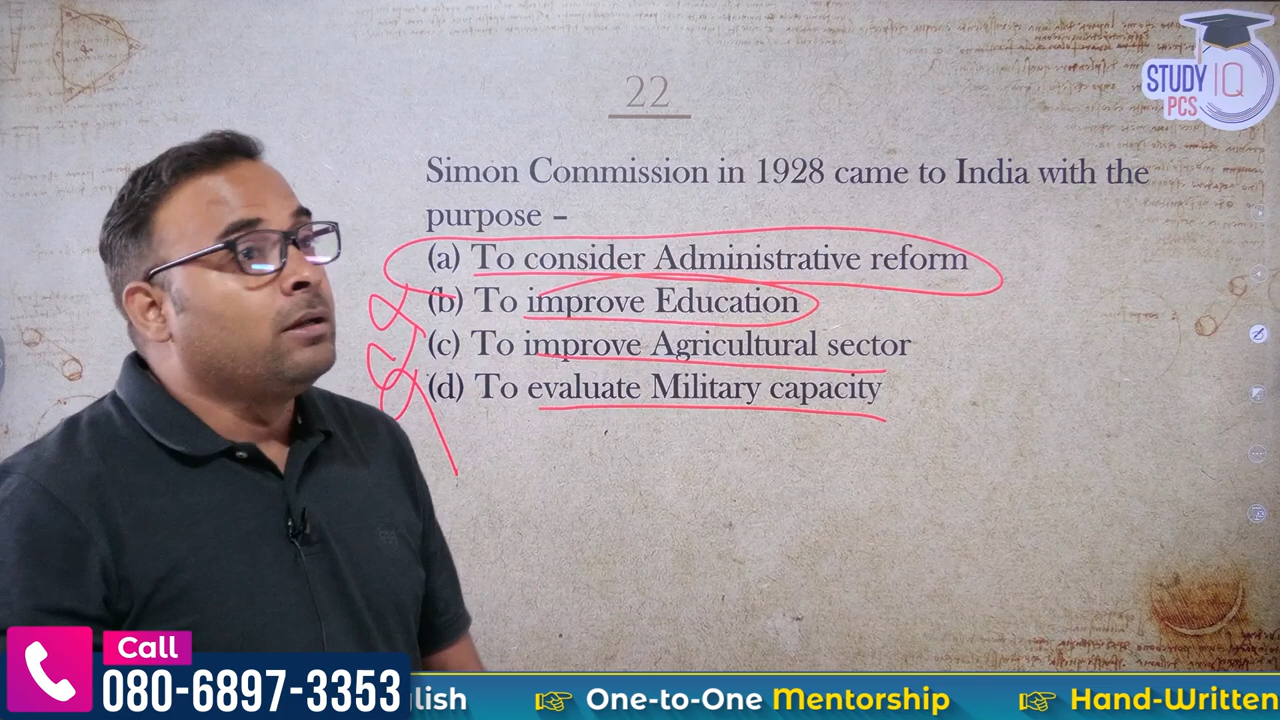 STUDY IQ
PCS
22
Simon Commission in 1928 came to India with the
purpose –
(a) To consider Administrative reform
(b) To improve Education
(c) To improve Agricultural sector
(d) To evaluate Military capacity
Call
080-6897-3353
glish One-to-One Mentorship Hand-Written